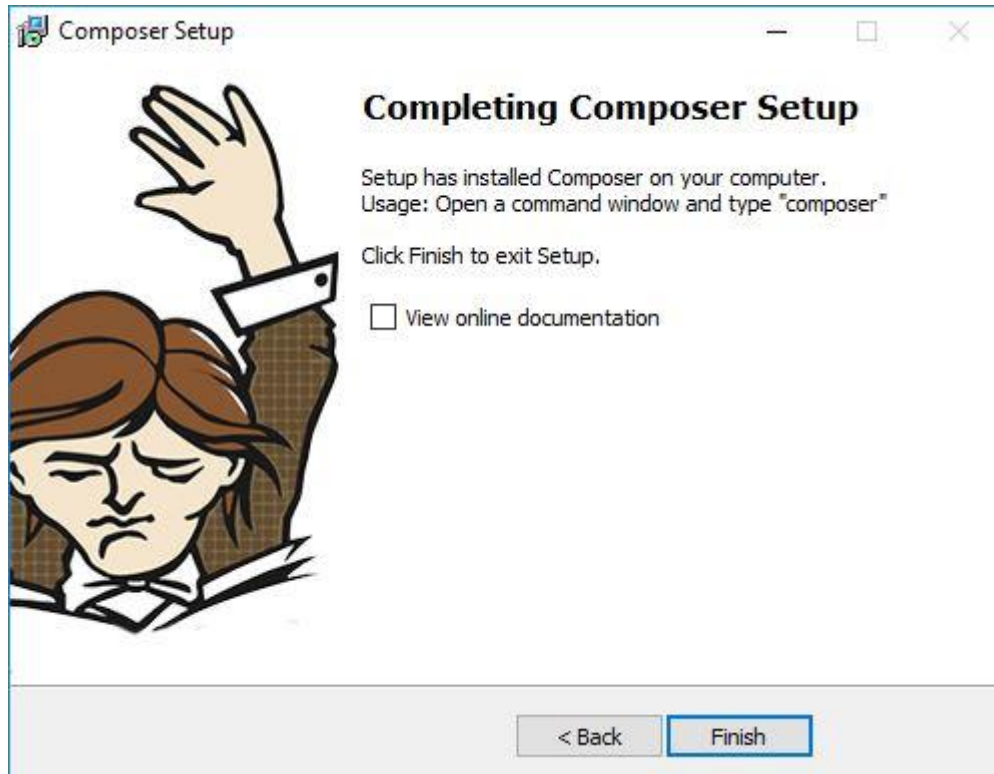 Composer Setup
Completing Composer Setup
Setup has installed Composer on your computer.
Usage: Open a command window and type "composer"
Click Finish to exit Setup.
View online documentation
< Back
Finish